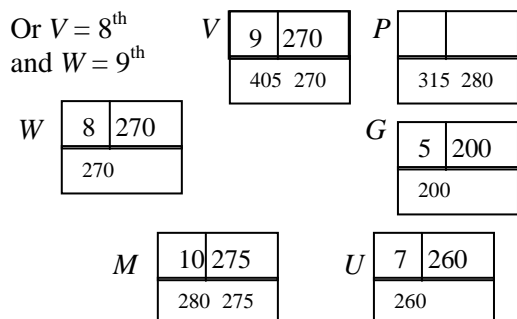 Or V = 8th
and W = 9th
V 9 270
405 270
P
315 280
W 8 270
270
G 5 200
200
M 10 275
280 275
U 7 260
260